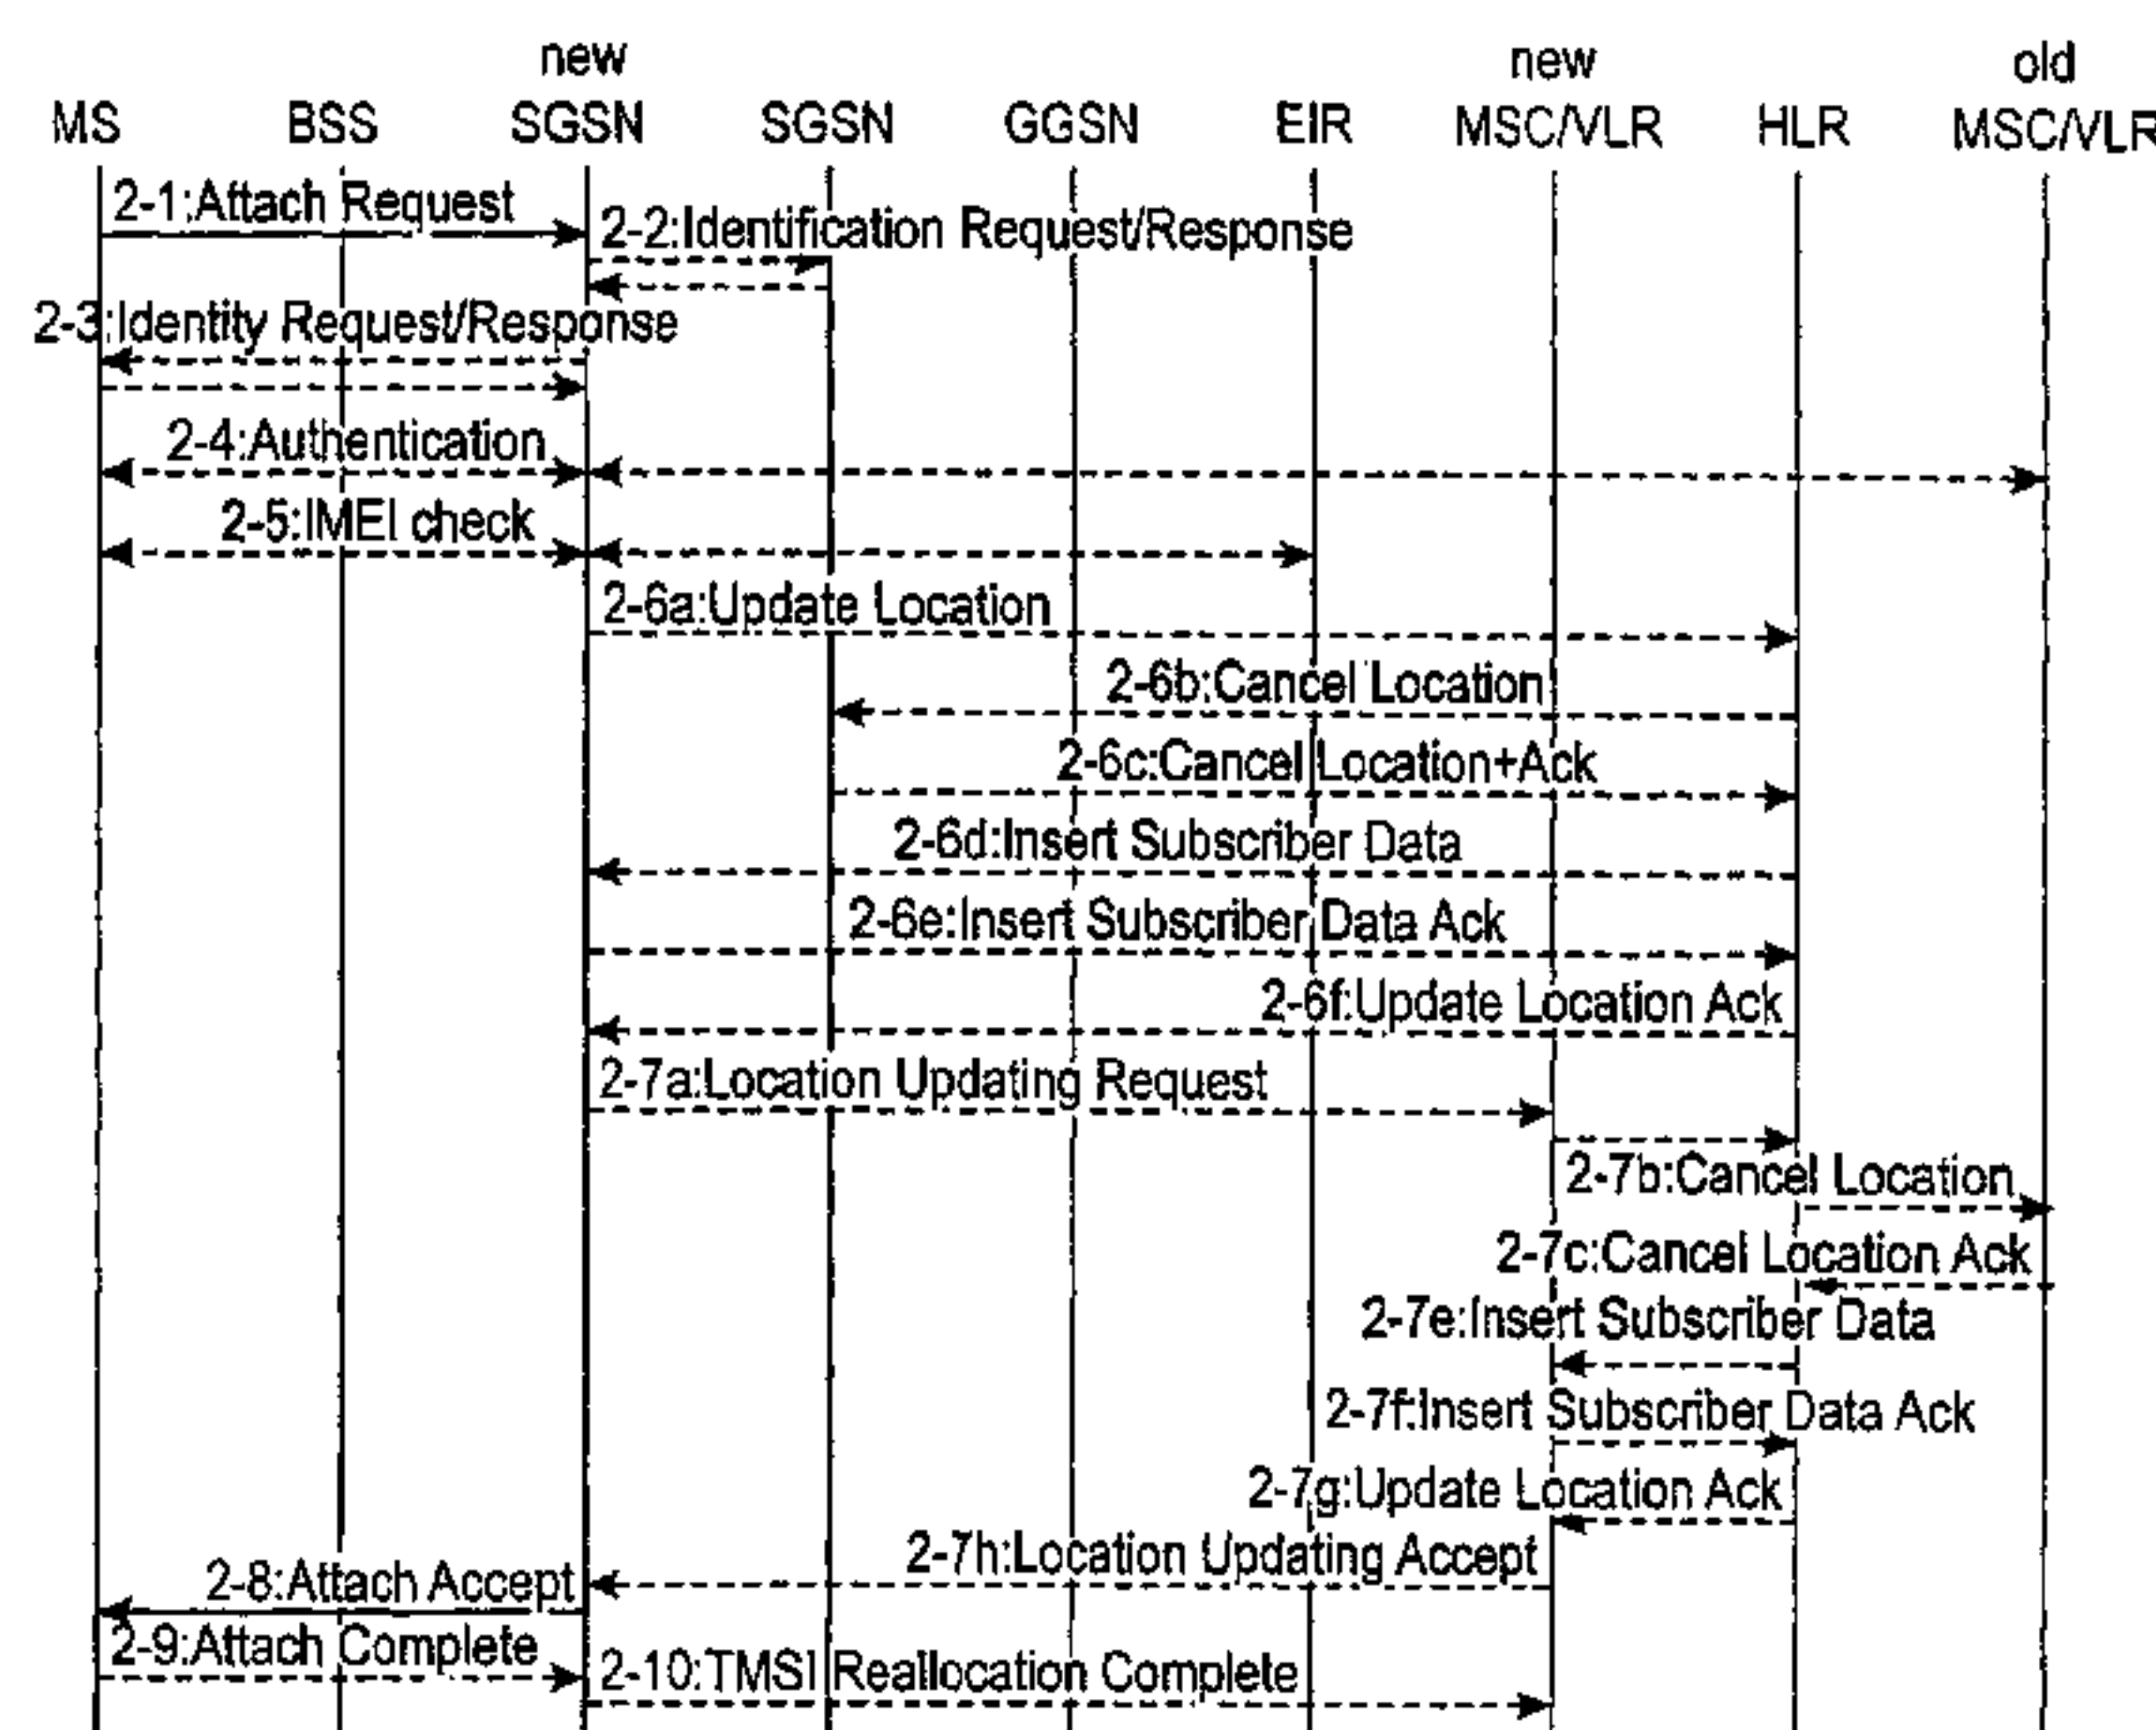 new new old
MS BSS SGSN SGSN GGSN EIR MSC/VLR HLR MSC/VLR
2-1:Attach Request
2-2:Identification Request/Response
2-3:Identity Request/Response
2-4:Authentication
2-5:IMEI check
2-6a:Update Location
2-6b:Cancel Location
2-6c:Cancel Location+Ack
2-6d:Insert Subscriber Data
2-6e:Insert Subscriber Data Ack
2-6f:Update Location Ack
2-7a:Location Updating Request
2-7b:Cancel Location
2-7c:Cancel Location Ack
2-7e:Insert Subscriber Data
2-7f:Insert Subscriber Data Ack
2-7g:Update Location Ack
2-7h:Location Updating Accept
2-8:Attach Accept
2-9:Attach Complete
2-10:TMSI Reallocation Complete